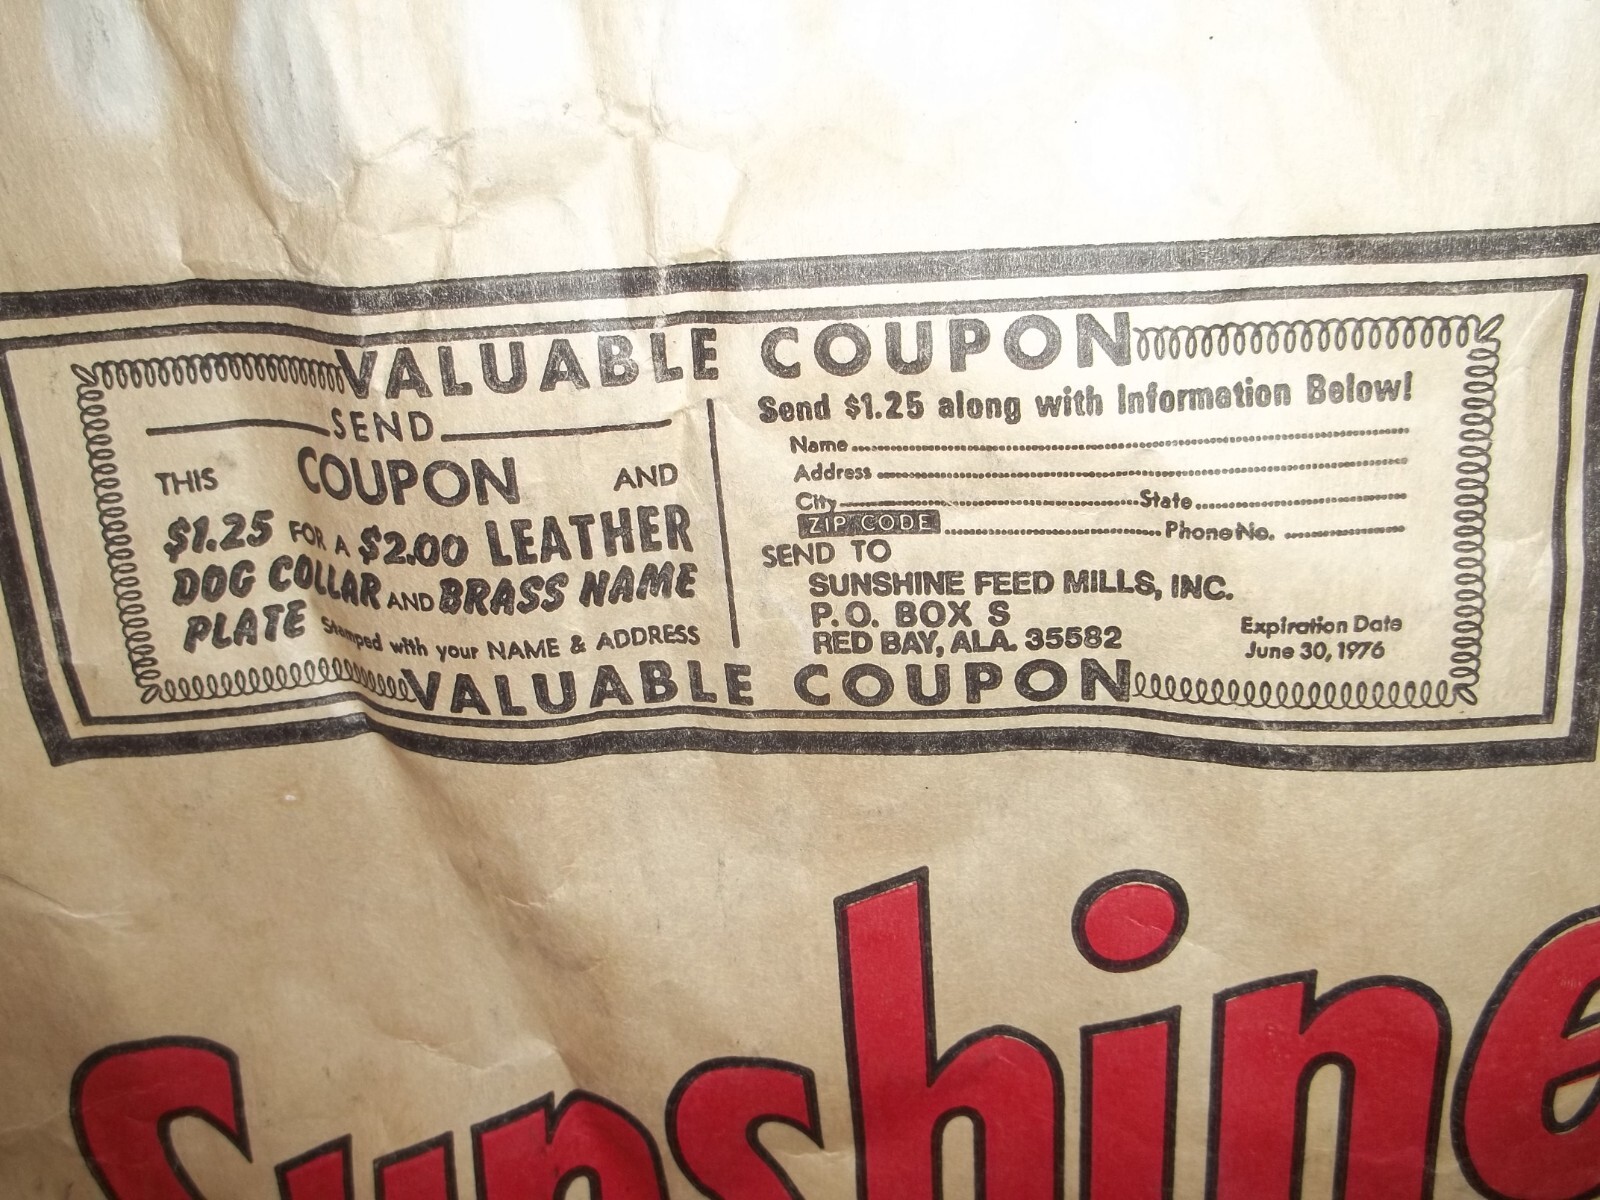 VALUABLE COUPON
SEND
THIS COUPON AND
$1.25 FOR A $2.00 LEATHER
DOG COLLAR AND BRASS NAME
PLATE Stamped with your NAME & ADDRESS
Send $1.25 along with Information Below!
Name
Address
City State
ZIP CODE Phone No.
SEND TO
SUNSHINE FEED MILLS, INC.
P.O. BOX S
RED BAY, ALA. 35582
Expiration Date
June 30, 1976
VALUABLE COUPON
Sunshine